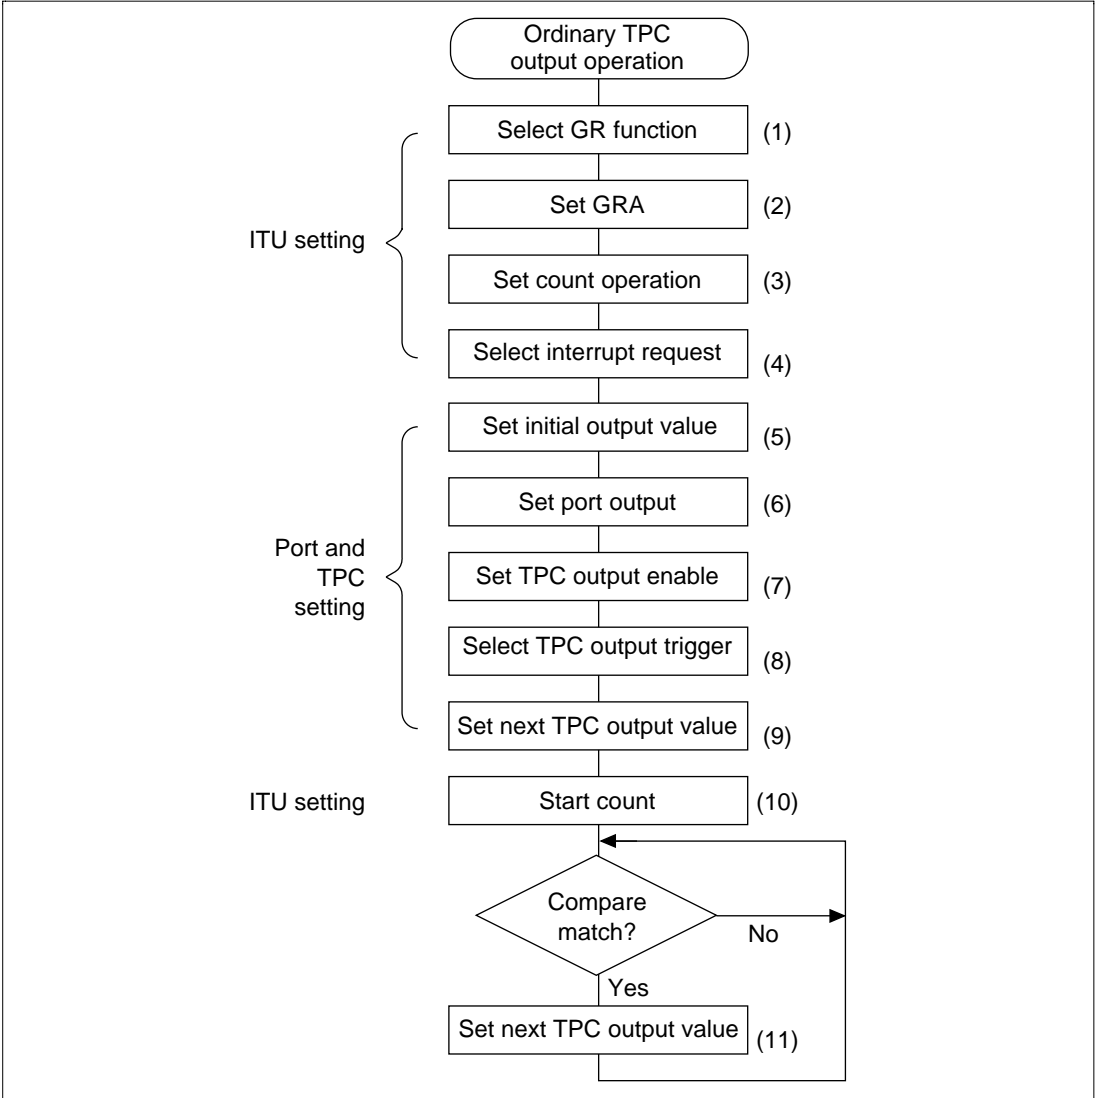 Ordinary TPC
output operation
Select GR function (1)
Set GRA (2)
ITU setting
Set count operation (3)
Select interrupt request (4)
Set initial output value (5)
Set port output (6)
Port and
TPC
setting
Set TPC output enable (7)
Select TPC output trigger (8)
Set next TPC output value (9)
ITU setting
Start count (10)
Compare
match?
No
Yes
Set next TPC output value (11)